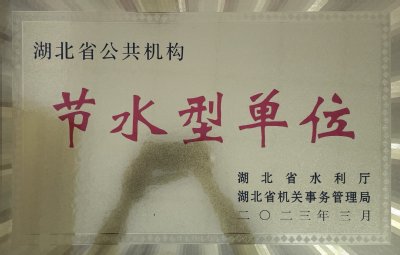 湖北省公共机构
节水型单位
湖北省水利厅
湖北省机关事务管理局
二〇二三年三月